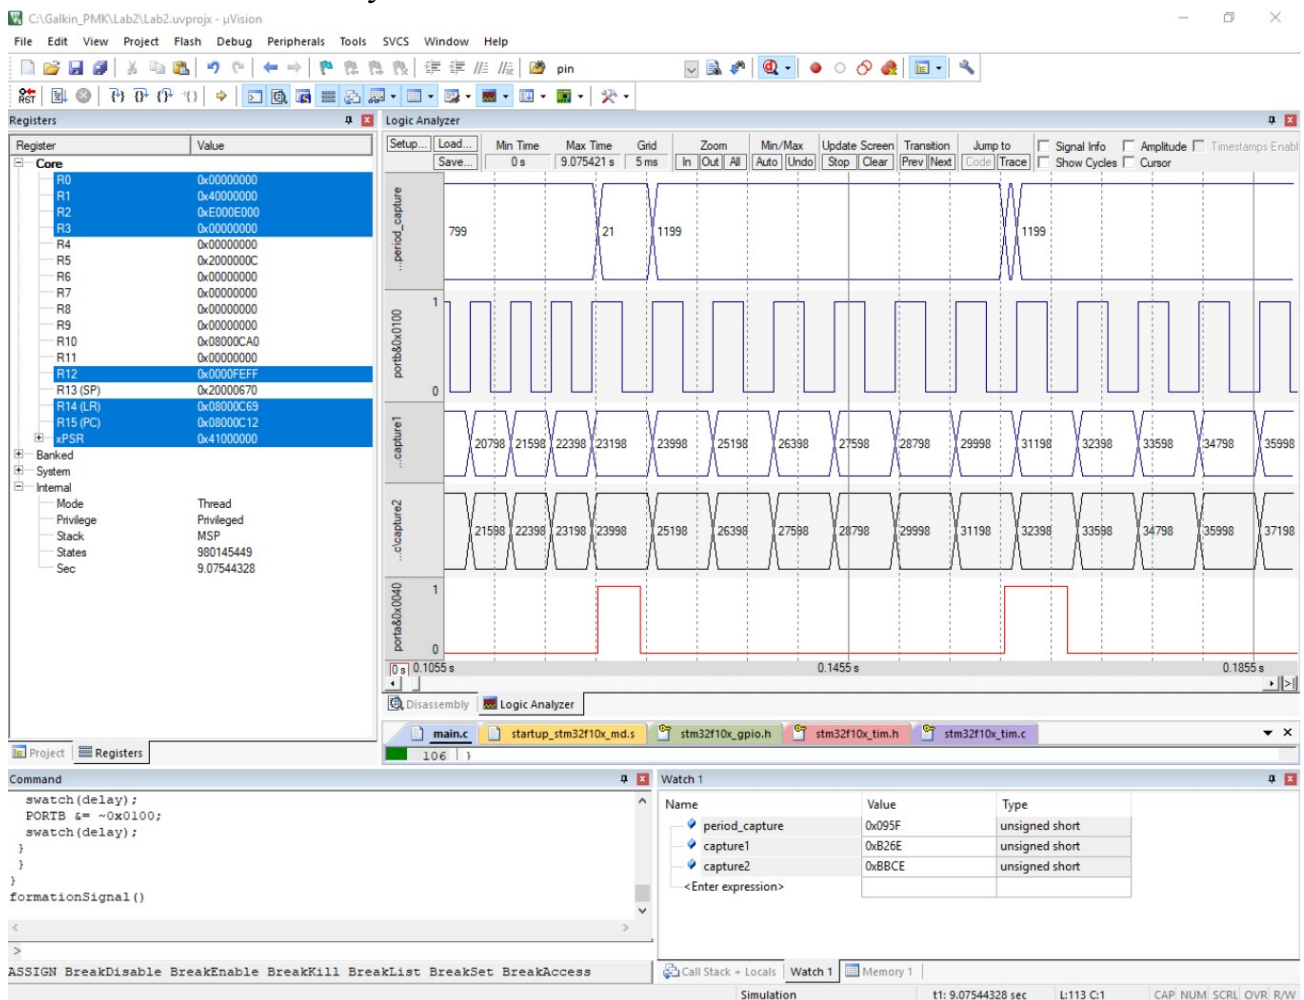 C:\Galkin_PMK\Lab2\Lab2.uvprojx - µVision
File Edit View Project Flash Debug Peripherals Tools SVCS Window Help
pin
RST
Registers
Register Value
Core
R0 0x00000000
R1 0x40000000
R2 0xE000E000
R3 0x00000000
R4 0x00000000
R5 0x2000000C
R6 0x00000000
R7 0x00000000
R8 0x00000000
R9 0x00000000
R10 0x08000CA0
R11 0x00000000
R12 0x0000FEFF
R13 (SP) 0x20000670
R14 (LR) 0x08000C69
R15 (PC) 0x08000C12
xPSR 0x41000000
Banked
System
Internal
Mode Thread
Privilege Privileged
Stack MSP
States 980145449
Sec 9.07544328
Project Registers
Logic Analyzer
Setup... Load... Min Time Max Time Grid Zoom Min/Max Update Screen Transition Jump to Signal Info Amplitude Timestamps Enabl
Save... 0 s 9.075421 s 5 ms In Out All Auto Undo Stop Clear Prev Next Code Trace Show Cycles Cursor
...period_capture
799 21 1199 1199
portb&0x0100
1
0
...capture1
20798 21598 22398 23198 23998 25198 26398 27598 28798 29998 31198 32398 33598 34798 35998
...c\capture2
21598 22398 23198 23998 25198 26398 27598 28798 29998 31198 32398 33598 34798 35998 37198
porta&0x0040
1
0
0 s 0.1055 s 0.1455 s 0.1855 s
Disassembly Logic Analyzer
main.c startup_stm32f10x_md.s stm32f10x_gpio.h stm32f10x_tim.h stm32f10x_tim.c
106 }
Command
swatch(delay);
PORTB &= ~0x0100;
swatch(delay);
}
}
}
formationSignal()
>
ASSIGN BreakDisable BreakEnable BreakKill BreakList BreakSet BreakAccess
Watch 1
Name Value Type
period_capture 0x095F unsigned short
capture1 0xB26E unsigned short
capture2 0xBBCE unsigned short
<Enter expression>
Call Stack + Locals Watch 1 Memory 1
Simulation t1: 9.07544328 sec L:113 C:1 CAP NUM SCRL OVR R/W